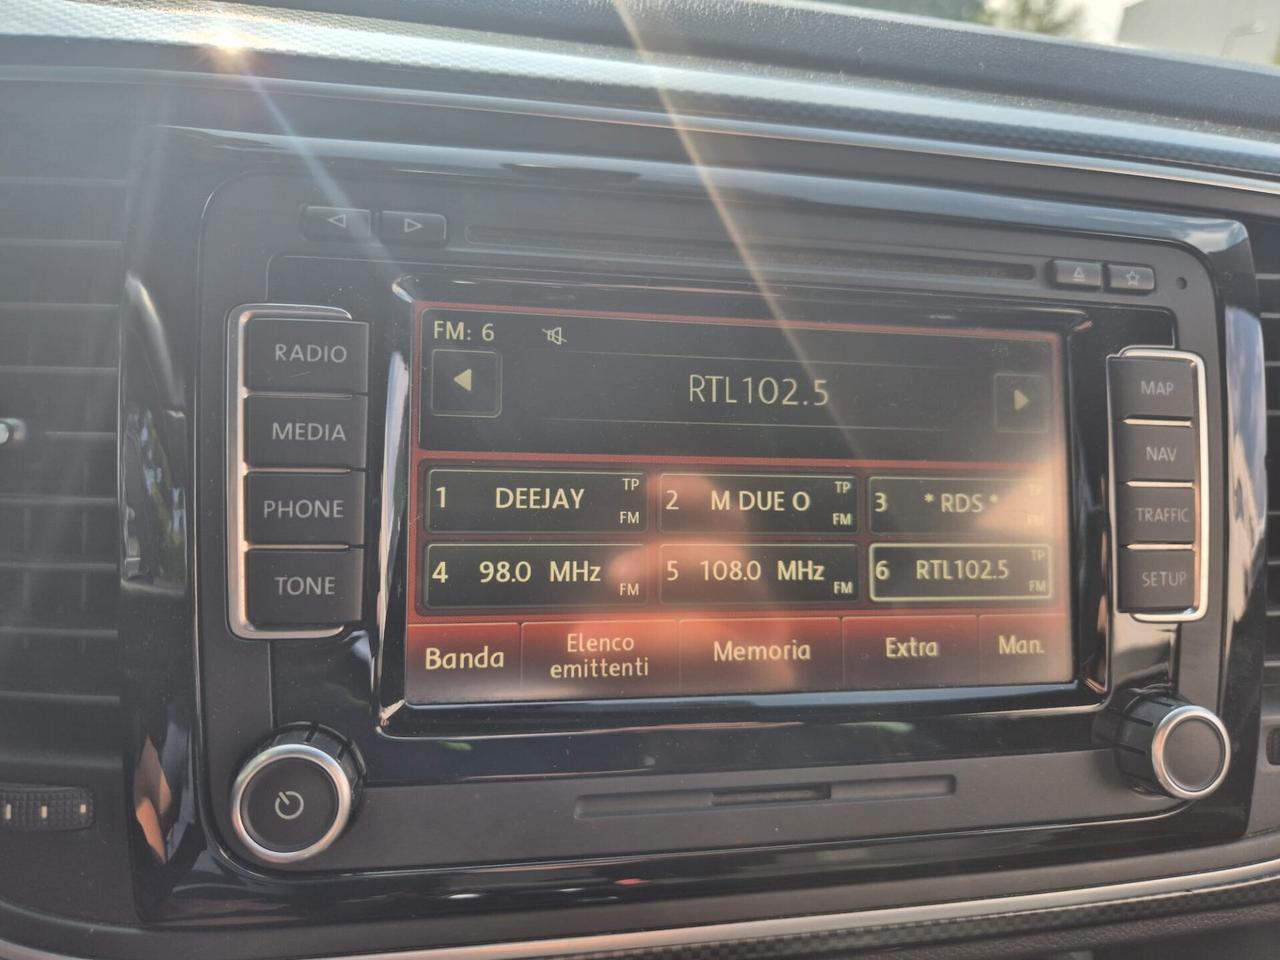 FM: 6
RTL102.5
1 DEEJAY TP FM
2 M DUE O TP FM
3 * RDS * TP FM
4 98.0 MHz FM
5 108.0 MHz FM
6 RTL102.5 TP FM
Banda
Elenco
emittenti
Memoria
Extra
Man.
RADIO
MEDIA
PHONE
TONE
MAP
NAV
TRAFFIC
SETUP